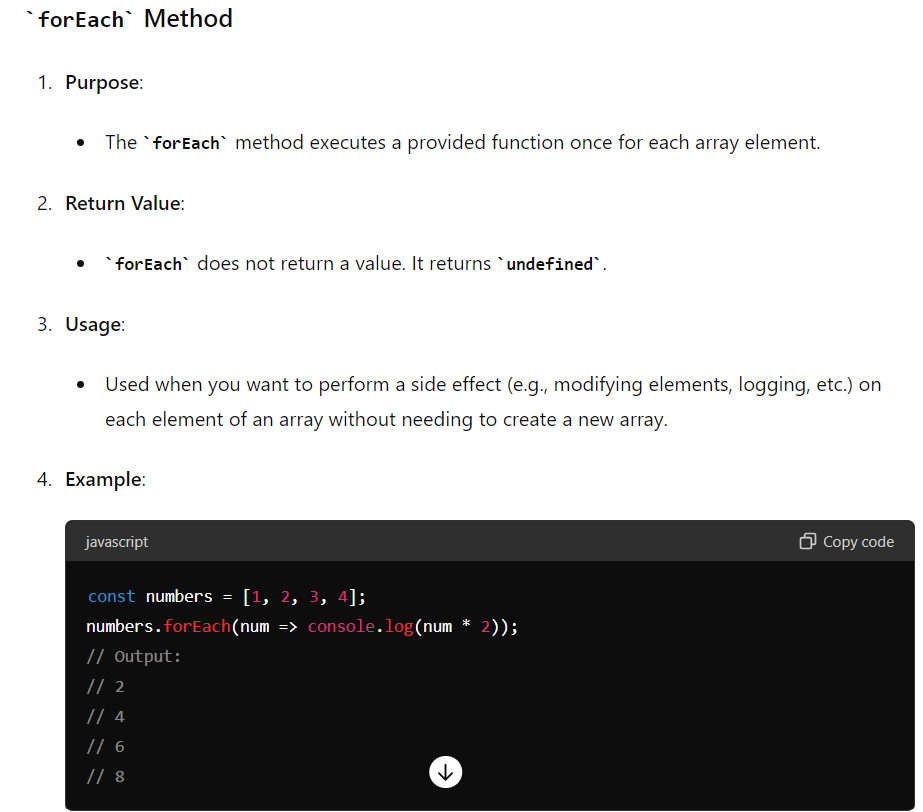 `forEach` Method
1. Purpose:
• The `forEach` method executes a provided function once for each array element.
2. Return Value:
• `forEach` does not return a value. It returns `undefined`.
3. Usage:
• Used when you want to perform a side effect (e.g., modifying elements, logging, etc.) on
each element of an array without needing to create a new array.
4. Example:
javascript Copy code
const numbers = [1, 2, 3, 4];
numbers.forEach(num => console.log(num * 2));
// Output:
// 2
// 4
// 6
// 8